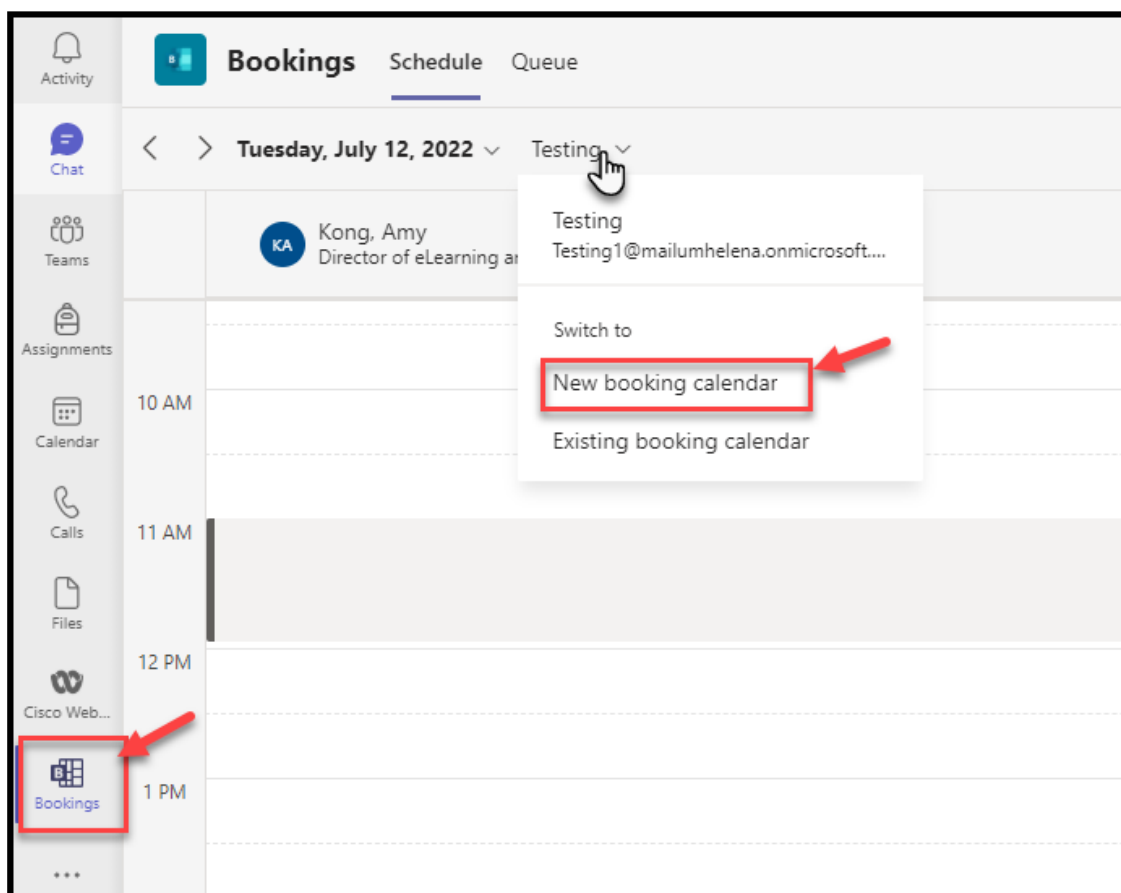 Activity
Chat
Teams
Assignments
Calendar
Calls
Files
Cisco Web...
Bookings
...
B
Bookings Schedule Queue
Tuesday, July 12, 2022 Testing
KA
Kong, Amy
Director of eLearning a
Testing
Testing1@mailumhelena.onmicrosoft....
Switch to
New booking calendar
Existing booking calendar
10 AM
11 AM
12 PM
1 PM